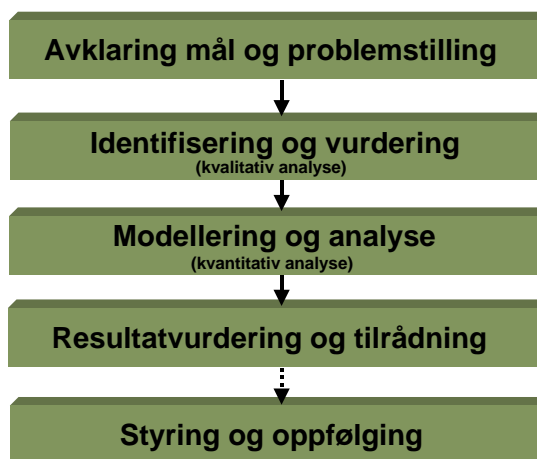 Avklaring mål og problemstilling
Identifisering og vurdering
(kvalitativ analyse)
Modellering og analyse
(kvantitativ analyse)
Resultatvurdering og tilrådning
Styring og oppfølging